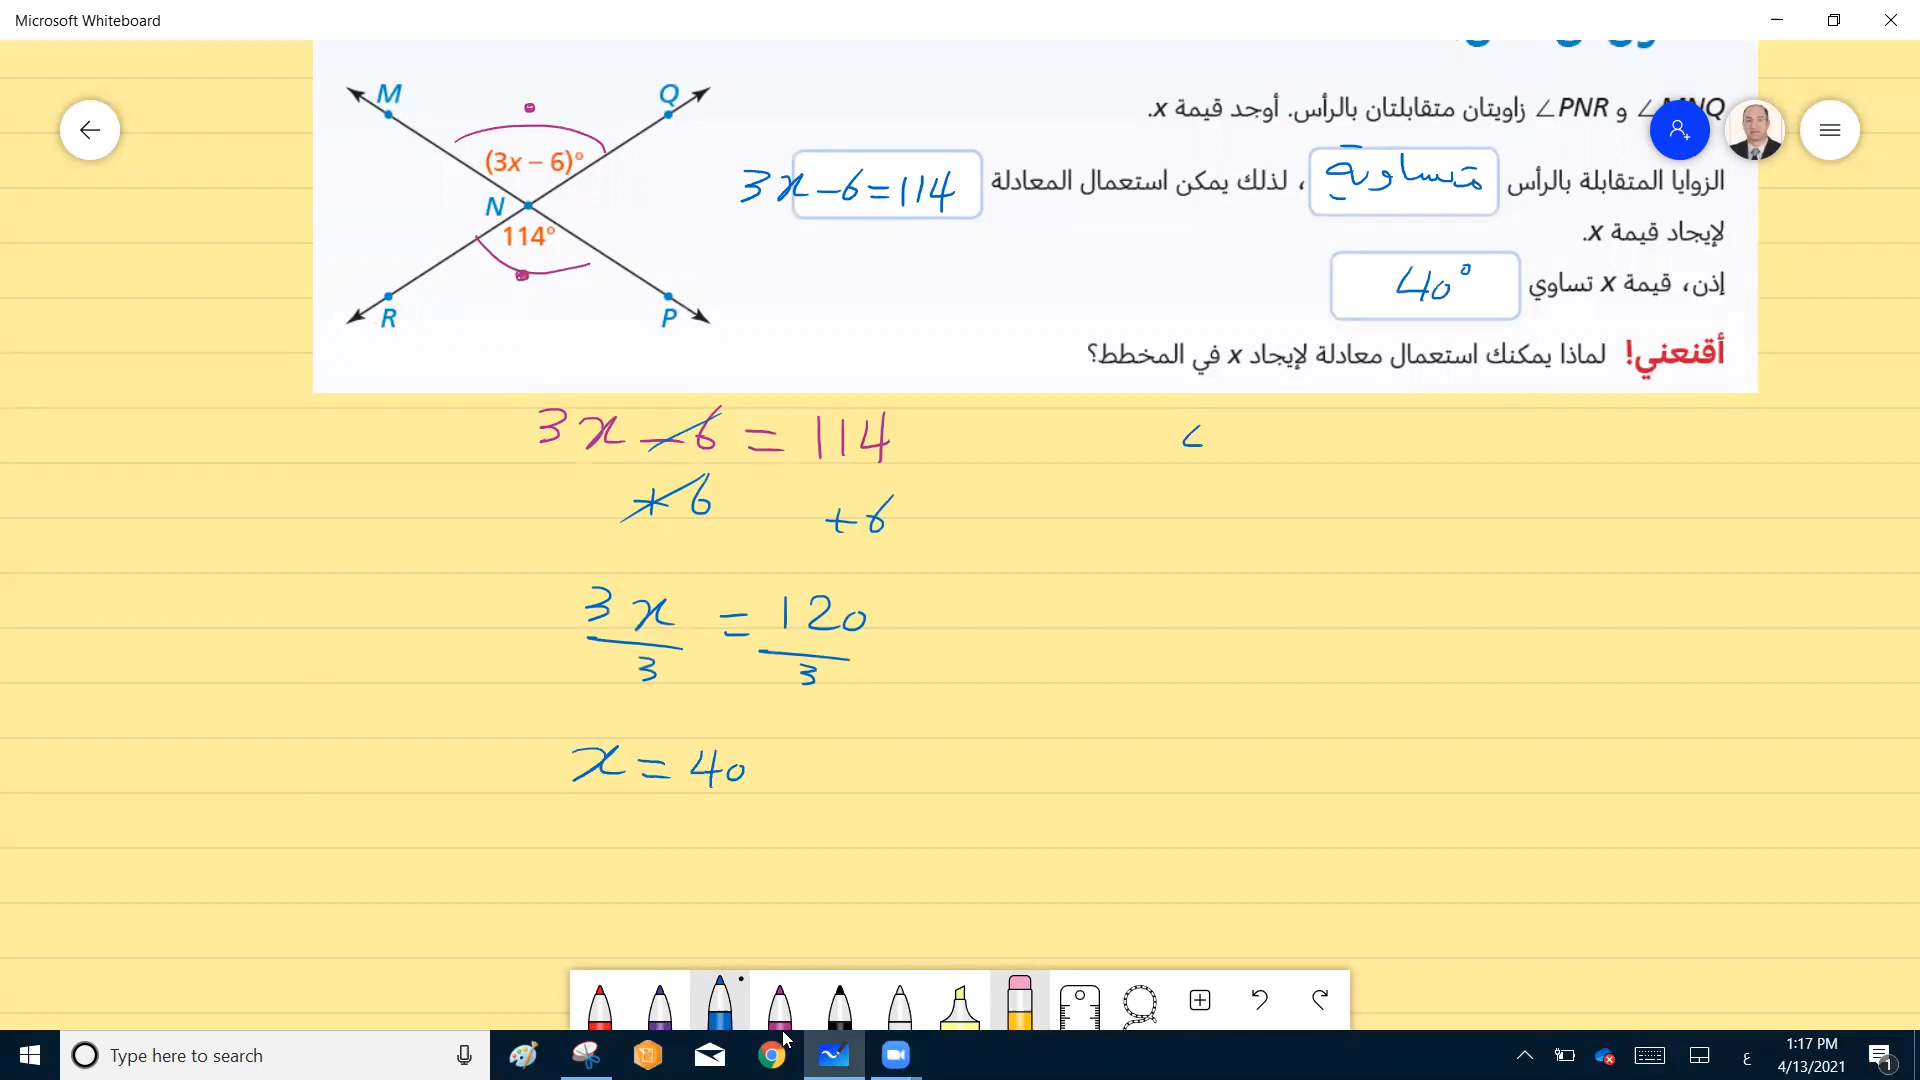 Microsoft Whiteboard
∠MNQ و ∠PNR زاويتان متقابلتان بالرأس. أوجد قيمة x.
الزوايا المتقابلة بالرأس متساوية ، لذلك يمكن استعمال المعادلة 3x-6=114
لإيجاد قيمة x.
إذن، قيمة x تساوي 40°
أقنعني! لماذا يمكنك استعمال معادلة لإيجاد x في المخطط؟
M
Q
(3x – 6)°
N
114°
R
P
3x-6 = 114
+6 +6
3x = 120
3 3
x = 40
Type here to search
ع
1:17 PM
4/13/2021
1